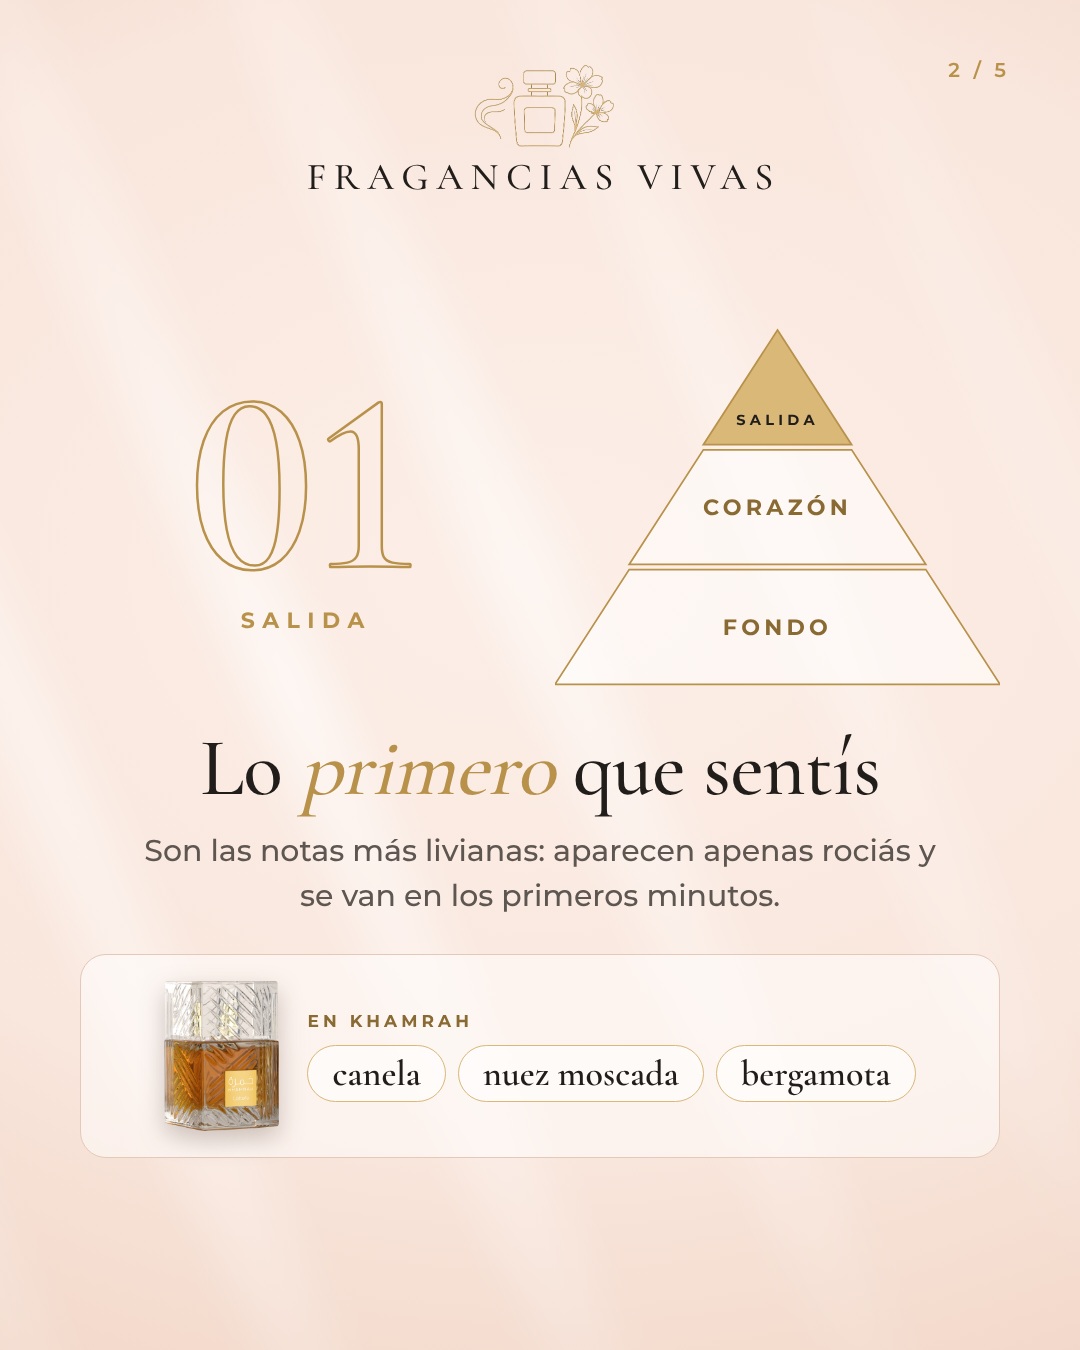 2 / 5
FRAGANCIAS VIVAS
01
SALIDA
SALIDA
CORAZÓN
FONDO
Lo primero que sentís
Son las notas más livianas: aparecen apenas rociás y
se van en los primeros minutos.
EN KHAMRAH
canela
nuez moscada
bergamota